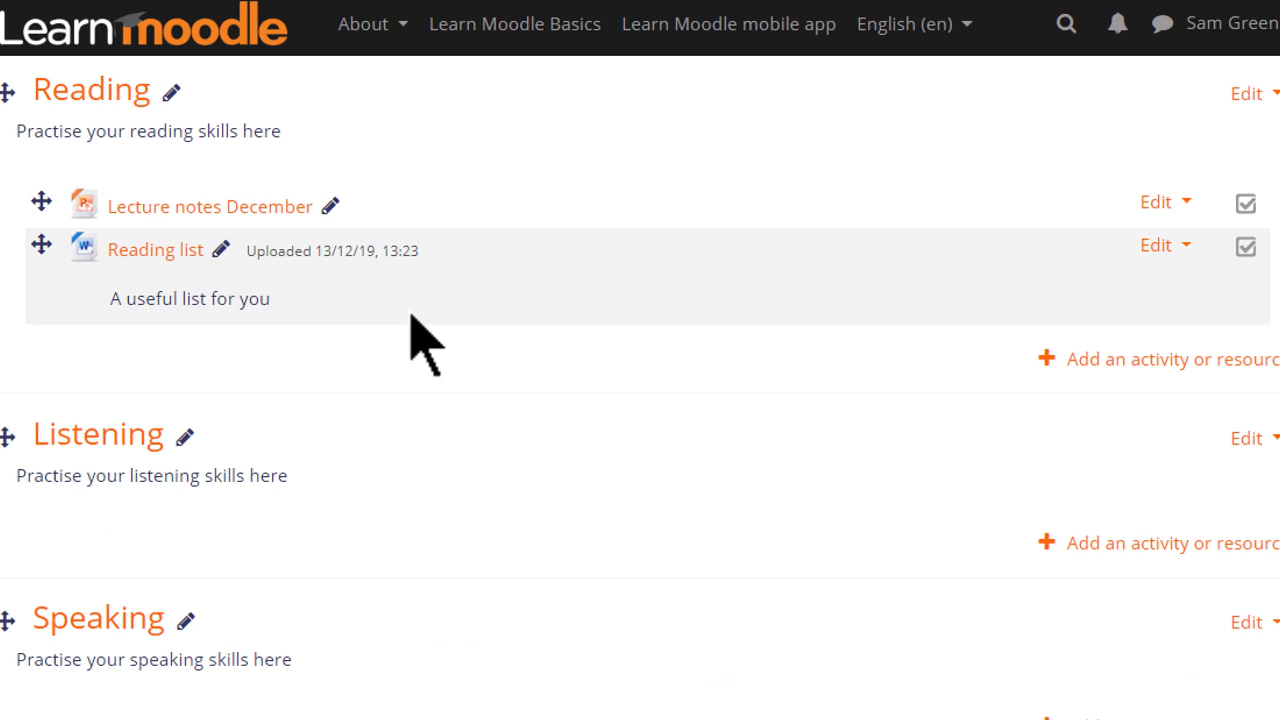 Learn moodle About Learn Moodle Basics Learn Moodle mobile app English (en) Sam Green
Reading Edit
Practise your reading skills here
Lecture notes December Edit
Reading list Uploaded 13/12/19, 13:23 Edit
A useful list for you
Add an activity or resourc
Listening Edit
Practise your listening skills here
Add an activity or resourc
Speaking Edit
Practise your speaking skills here